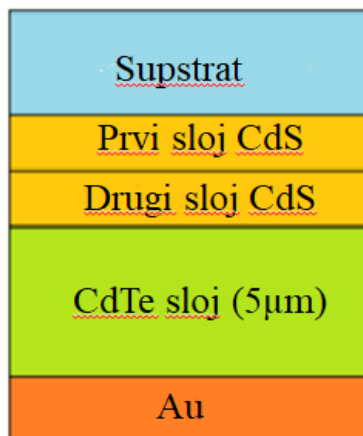 Supstrat
Prvi sloj CdS
Drugi sloj CdS
CdTe sloj (5μm)
Au